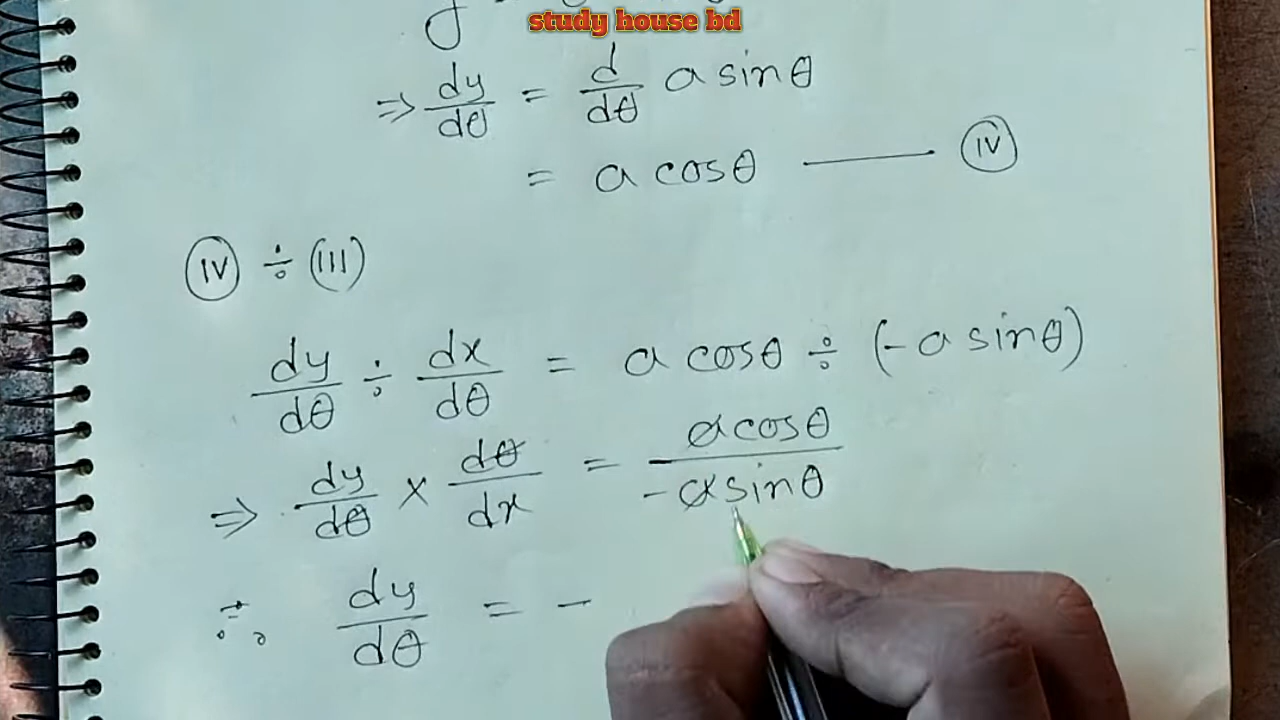 study house bd
⇒ dy/dθ = d/dθ a sinθ
= a cosθ —— (IV)
(IV) ÷ (III)
dy/dθ ÷ dx/dθ = a cosθ ÷ (- a sinθ)
⇒ dy/dθ × dθ/dx = a cosθ / - a sinθ
∴ dy/dθ = -